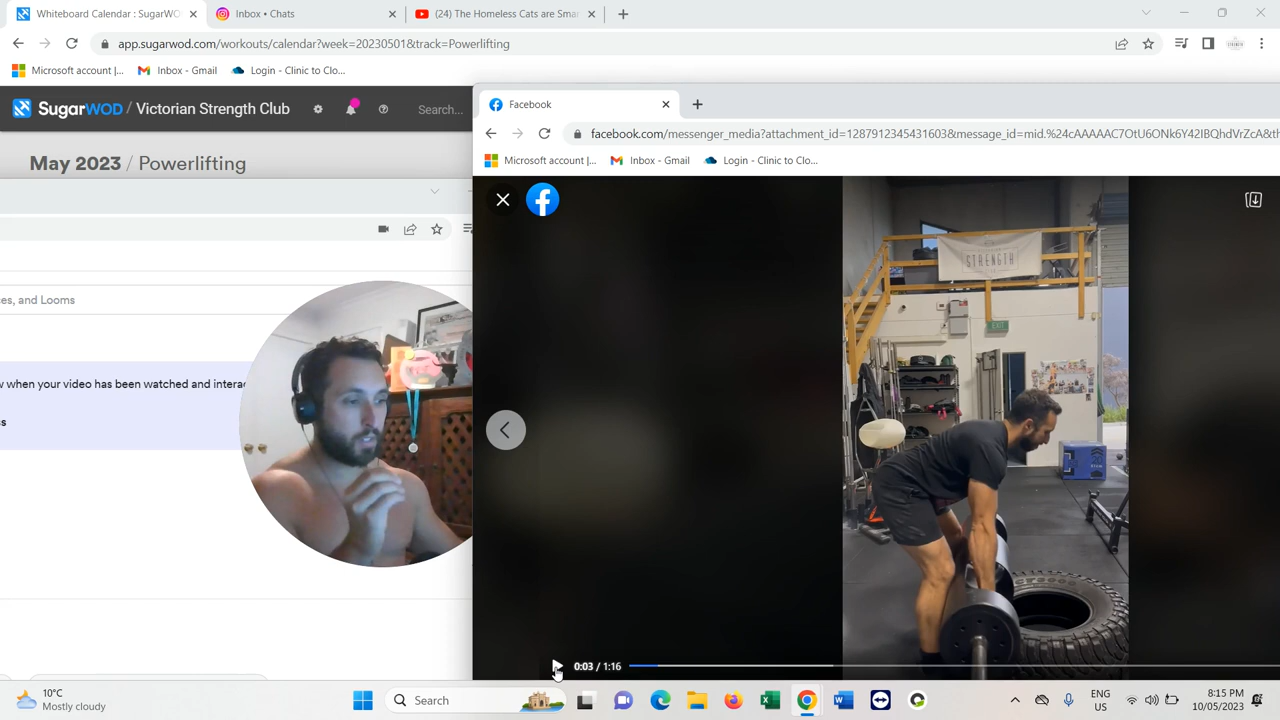 Whiteboard Calendar : SugarWO
Inbox • Chats
(24) The Homeless Cats are Smar
app.sugarwod.com/workouts/calendar?week=20230501&track=Powerlifting
Microsoft account |...
Inbox - Gmail
Login - Clinic to Clo...
SugarWOD / Victorian Strength Club
Search...
May 2023 / Powerlifting
Facebook
facebook.com/messenger_media?attachment_id=1287912345431603&message_id=mid.%24cAAAAAC7OtU6ONk6Y42IBQhdVrZcA&t
Microsoft account |...
Inbox - Gmail
Login - Clinic to Clo...
STRENGTH
EXIT
es, and Looms
w when your video has been watched and interac
s
0:03 / 1:16
10°C
Mostly cloudy
Search
ENG
US
8:15 PM
10/05/2023